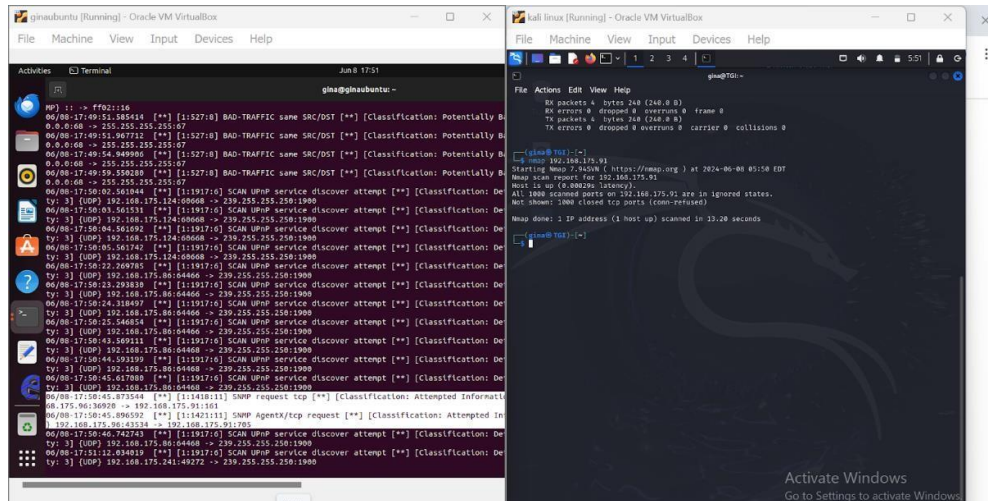 ginaubuntu [Running] - Oracle VM VirtualBox
File Machine View Input Devices Help
Activities Terminal Jun 8 17:51
gina@ginaubuntu: ~
MP} :: -> ff02::16
06/08-17:49:51.585414 [**] [1:527:8] BAD-TRAFFIC same SRC/DST [**] [Classification: Potentially B
0.0.0:68 -> 255.255.255.255:67
06/08-17:49:51.967712 [**] [1:527:8] BAD-TRAFFIC same SRC/DST [**] [Classification: Potentially B
0.0.0:68 -> 255.255.255.255:67
06/08-17:49:54.949906 [**] [1:527:8] BAD-TRAFFIC same SRC/DST [**] [Classification: Potentially B
0.0.0:68 -> 255.255.255.255:67
06/08-17:49:59.550280 [**] [1:527:8] BAD-TRAFFIC same SRC/DST [**] [Classification: Potentially B
0.0.0:68 -> 255.255.255.255:67
06/08-17:50:02.561044 [**] [1:1917:6] SCAN UPnP service discover attempt [**] [Classification: De
ty: 3] {UDP} 192.168.175.124:60668 -> 239.255.255.250:1900
06/08-17:50:03.561531 [**] [1:1917:6] SCAN UPnP service discover attempt [**] [Classification: De
ty: 3] {UDP} 192.168.175.124:60668 -> 239.255.255.250:1900
06/08-17:50:04.561692 [**] [1:1917:6] SCAN UPnP service discover attempt [**] [Classification: De
ty: 3] {UDP} 192.168.175.124:60668 -> 239.255.255.250:1900
06/08-17:50:05.561742 [**] [1:1917:6] SCAN UPnP service discover attempt [**] [Classification: De
ty: 3] {UDP} 192.168.175.124:60668 -> 239.255.255.250:1900
06/08-17:50:22.269785 [**] [1:1917:6] SCAN UPnP service discover attempt [**] [Classification: De
ty: 3] {UDP} 192.168.175.86:64466 -> 239.255.255.250:1900
06/08-17:50:23.293830 [**] [1:1917:6] SCAN UPnP service discover attempt [**] [Classification: De
ty: 3] {UDP} 192.168.175.86:64466 -> 239.255.255.250:1900
06/08-17:50:24.318497 [**] [1:1917:6] SCAN UPnP service discover attempt [**] [Classification: De
ty: 3] {UDP} 192.168.175.86:64466 -> 239.255.255.250:1900
06/08-17:50:25.546854 [**] [1:1917:6] SCAN UPnP service discover attempt [**] [Classification: De
ty: 3] {UDP} 192.168.175.86:64466 -> 239.255.255.250:1900
06/08-17:50:43.569111 [**] [1:1917:6] SCAN UPnP service discover attempt [**] [Classification: De
ty: 3] {UDP} 192.168.175.86:64468 -> 239.255.255.250:1900
06/08-17:50:44.593199 [**] [1:1917:6] SCAN UPnP service discover attempt [**] [Classification: De
ty: 3] {UDP} 192.168.175.86:64468 -> 239.255.255.250:1900
06/08-17:50:45.617080 [**] [1:1917:6] SCAN UPnP service discover attempt [**] [Classification: De
ty: 3] {UDP} 192.168.175.86:64468 -> 239.255.255.250:1900
06/08-17:50:45.873544 [**] [1:1418:11] SNMP request tcp [**] [Classification: Attempted Informati
68.175.96:36920 -> 192.168.175.91:161
06/08-17:50:45.896592 [**] [1:1421:11] SNMP AgentX/tcp request [**] [Classification: Attempted In
} 192.168.175.96:43534 -> 192.168.175.91:705
06/08-17:50:46.742743 [**] [1:1917:6] SCAN UPnP service discover attempt [**] [Classification: De
ty: 3] {UDP} 192.168.175.86:64468 -> 239.255.255.250:1900
06/08-17:51:12.034019 [**] [1:1917:6] SCAN UPnP service discover attempt [**] [Classification: De
ty: 3] {UDP} 192.168.175.241:49272 -> 239.255.255.250:1900
kali linux [Running] - Oracle VM VirtualBox
File Machine View Input Devices Help
1 2 3 4 5:51
gina@TGI: ~
File Actions Edit View Help
RX packets 4 bytes 240 (240.0 B)
RX errors 0 dropped 0 overruns 0 frame 0
TX packets 4 bytes 240 (240.0 B)
TX errors 0 dropped 0 overruns 0 carrier 0 collisions 0
(gina@TGI)-[~]
$ nmap 192.168.175.91
Starting Nmap 7.94SVN ( https://nmap.org ) at 2024-06-08 05:50 EDT
Nmap scan report for 192.168.175.91
Host is up (0.00029s latency).
All 1000 scanned ports on 192.168.175.91 are in ignored states.
Not shown: 1000 closed tcp ports (conn-refused)
Nmap done: 1 IP address (1 host up) scanned in 13.20 seconds
(gina@TGI)-[~]
$
Activate Windows
Go to Settings to activate Windows.